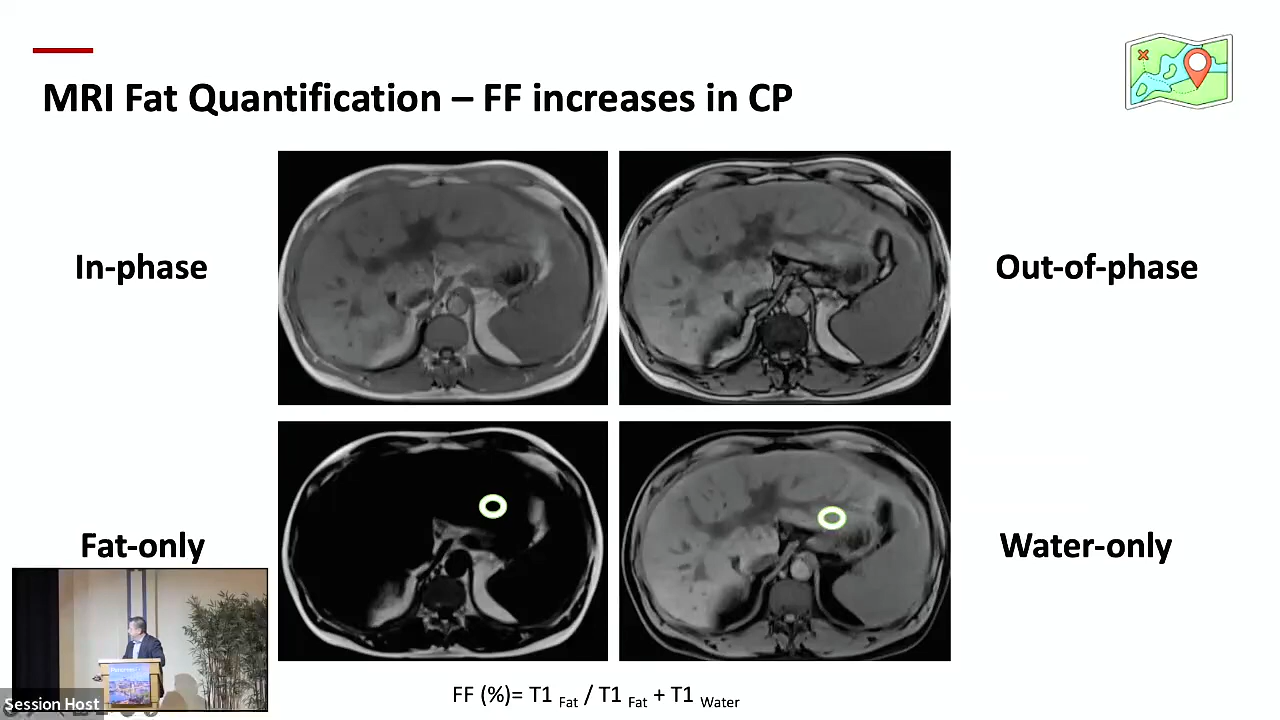 MRI Fat Quantification – FF increases in CP
In-phase
Out-of-phase
Fat-only
Water-only
Session Host
FF (%)= T1 Fat / T1 Fat + T1 Water